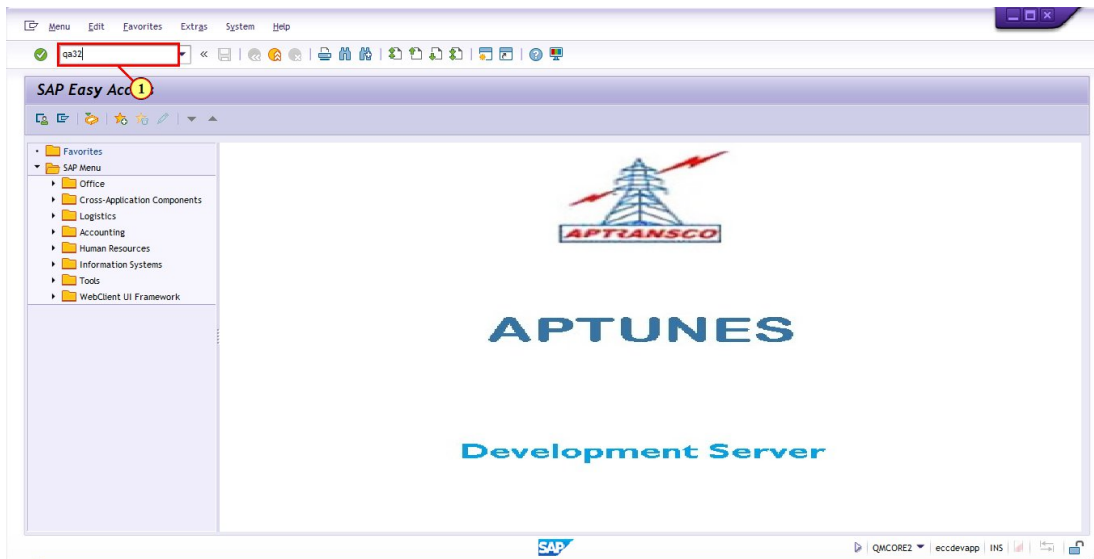 Menu Edit Favorites Extras System Help
qa32
1
SAP Easy Acc
Favorites
SAP Menu
Office
Cross-Application Components
Logistics
Accounting
Human Resources
Information Systems
Tools
WebClient UI Framework
APTRANSCO
APTUNES
Development Server
SAP
QMCORE2 eccdevapp INS